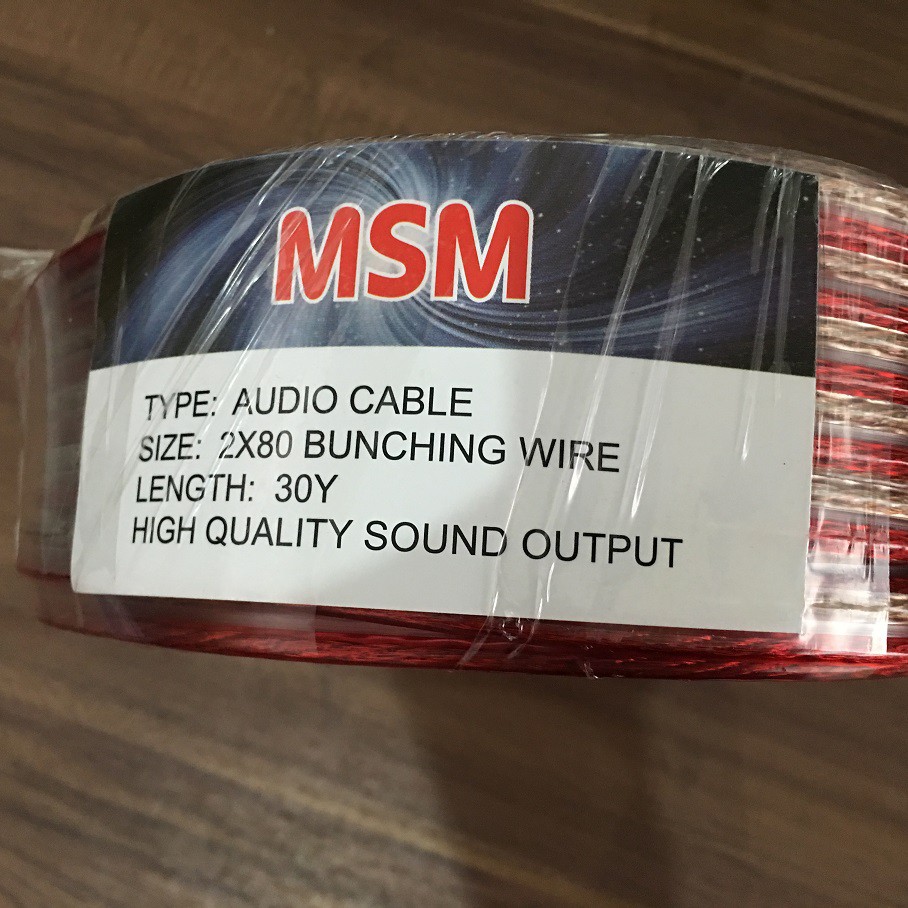 MSM
TYPE: AUDIO CABLE
SIZE: 2X80 BUNCHING WIRE
LENGTH: 30Y
HIGH QUALITY SOUND OUTPUT